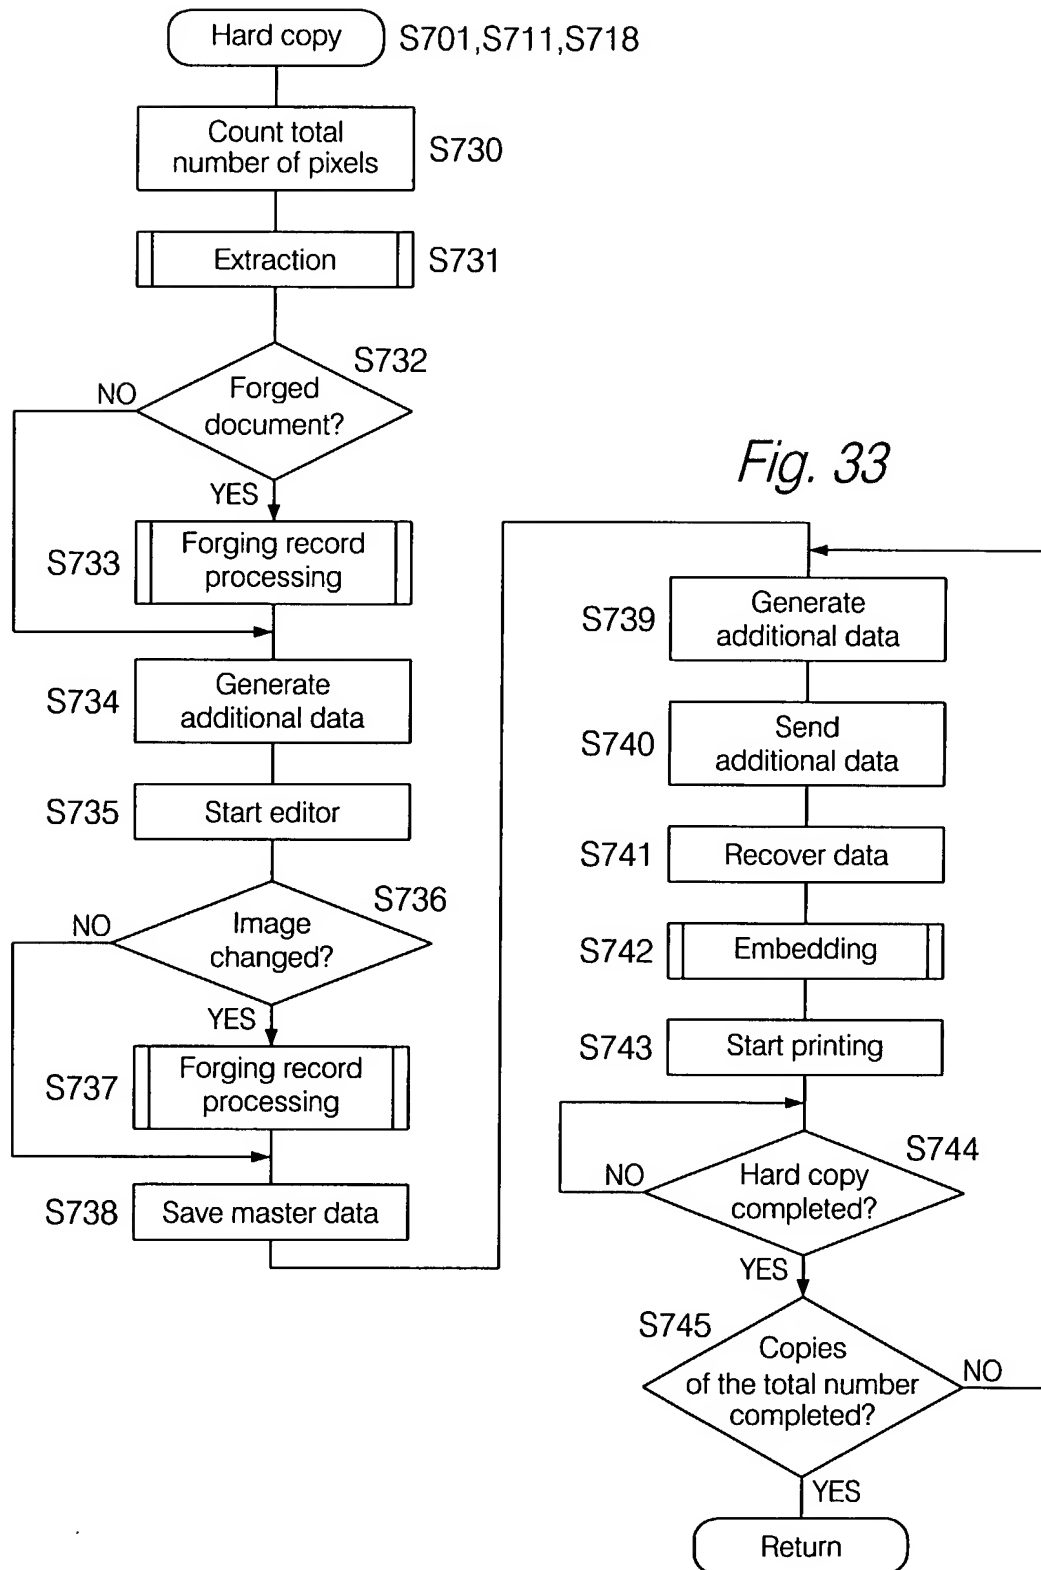 Hard copy
S701,S711,S718
Count total
number of pixels
S730
Extraction
S731
S732
Forged
document?
NO
YES
S733
Forging record
processing
S734
Generate
additional data
S735
Start editor
S736
Image
changed?
NO
YES
S737
Forging record
processing
S738
Save master data
Fig. 33
S739
Generate
additional data
S740
Send
additional data
S741
Recover data
S742
Embedding
S743
Start printing
S744
Hard copy
completed?
NO
YES
S745
Copies
of the total number
completed?
NO
YES
Return